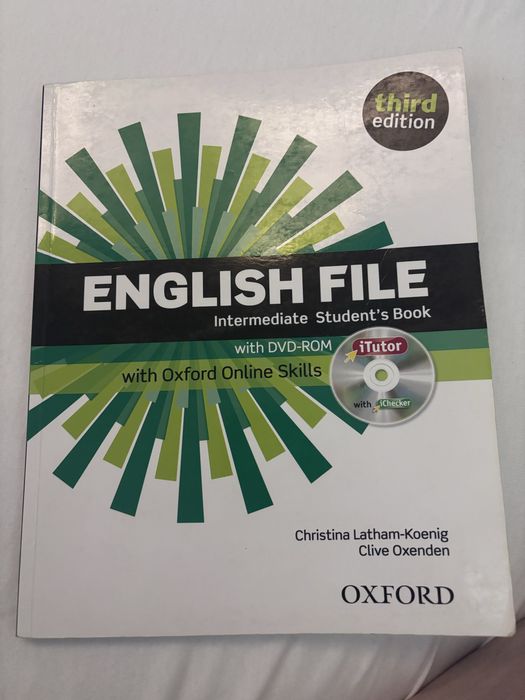 third
edition
ENGLISH FILE
Intermediate Student's Book
with DVD-ROM
iTutor
with Oxford Online Skills
with iChecker
Christina Latham-Koenig
Clive Oxenden
OXFORD